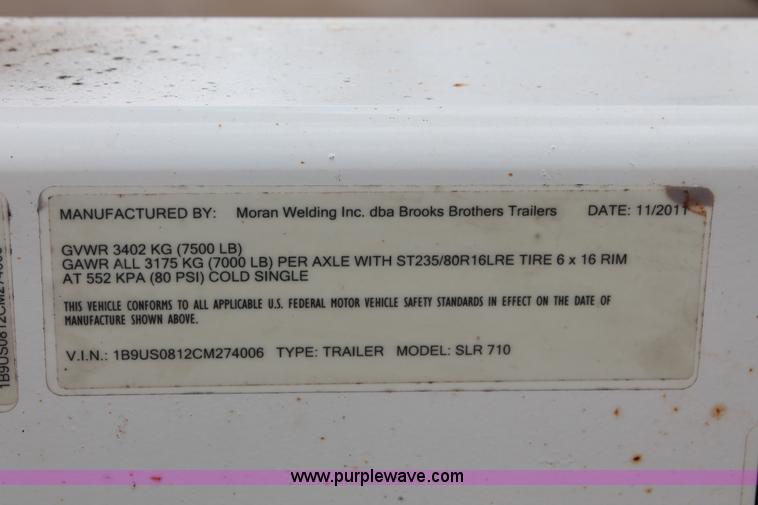 MANUFACTURED BY: Moran Welding Inc. dba Brooks Brothers Trailers DATE: 11/2011
GVWR 3402 KG (7500 LB)
GAWR ALL 3175 KG (7000 LB) PER AXLE WITH ST235/80R16LRE TIRE 6 x 16 RIM
AT 552 KPA (80 PSI) COLD SINGLE
THIS VEHICLE CONFORMS TO ALL APPLICABLE U.S. FEDERAL MOTOR VEHICLE SAFETY STANDARDS IN EFFECT ON THE DATE OF
MANUFACTURE SHOWN ABOVE.
V.I.N.: 1B9US0812CM274006 TYPE: TRAILER MODEL: SLR 710
1B9US0812CM274006
www.purplewave.com